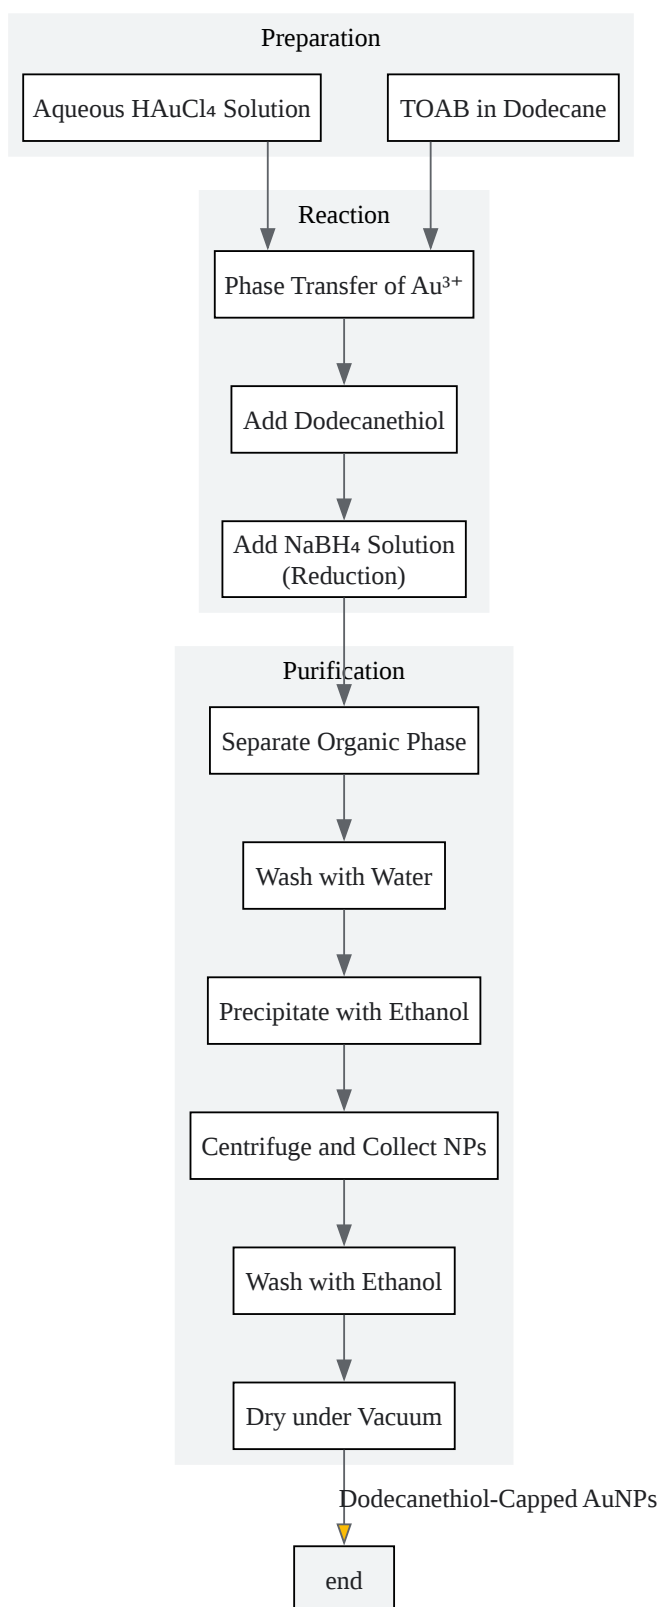 Preparation
Aqueous HAuCl₄ Solution
TOAB in Dodecane
Reaction
Phase Transfer of Au³⁺
Add Dodecanethiol
Add NaBH₄ Solution
(Reduction)
Purification
Separate Organic Phase
Wash with Water
Precipitate with Ethanol
Centrifuge and Collect NPs
Wash with Ethanol
Dry under Vacuum
Dodecanethiol-Capped AuNPs
end